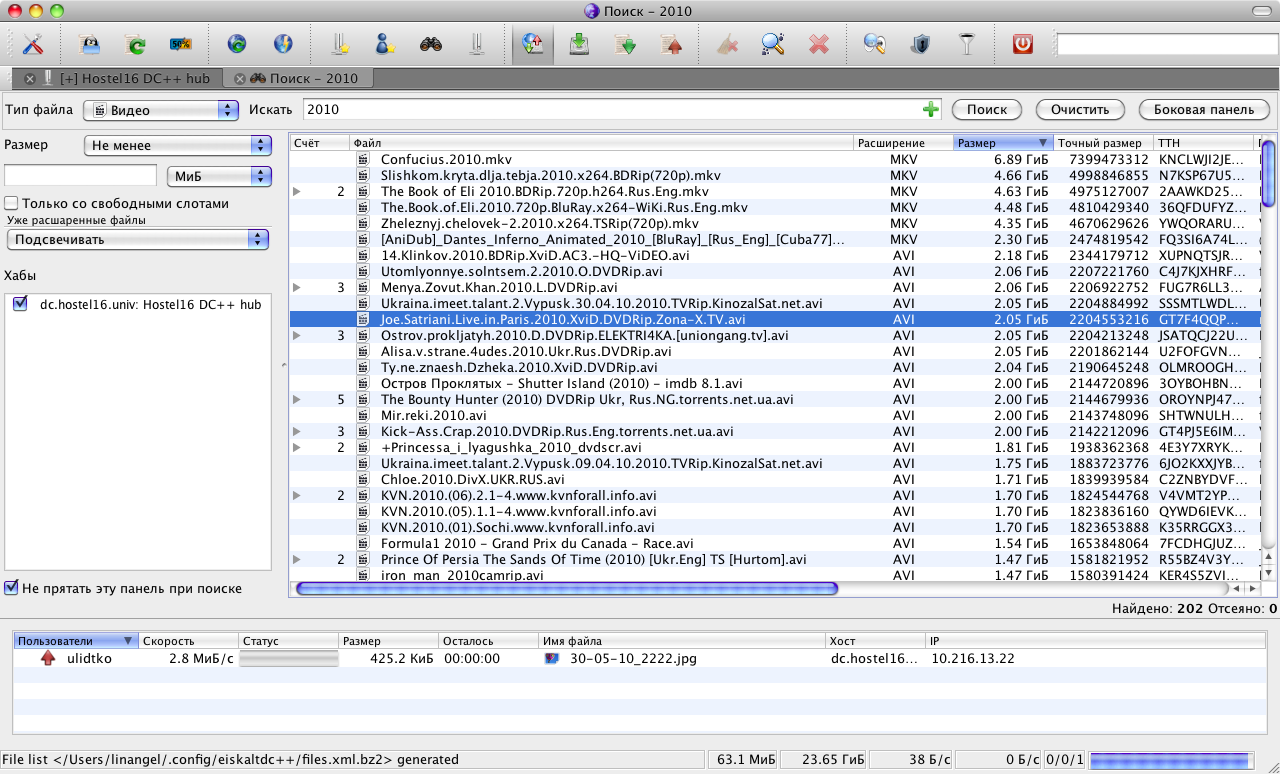 Поиск – 2010
50%
[+] Hostel16 DC++ hub
Поиск – 2010
Тип файла Видео Искать 2010 Поиск Очистить Боковая панель
Размер Не менее
МиБ
Только со свободными слотами
Уже расшаренные файлы
Подсвечивать
Хабы
dc.hostel16.univ: Hostel16 DC++ hub
Не прятать эту панель при поиске
Счёт Файл Расширение Размер Точный размер TTH
Confucius.2010.mkv MKV 6.89 ГиБ 7399473312 KNCLWJI2JE...
Slishkom.kryta.dlja.tebja.2010.x264.BDRip(720p).mkv MKV 4.66 ГиБ 4998846855 N7KSP67U5...
2 The Book of Eli 2010.BDRip.720p.h264.Rus.Eng.mkv MKV 4.63 ГиБ 4975127007 2AAWKD25...
The.Book.of.Eli.2010.720p.BluRay.x264-WiKi.Rus.Eng.mkv MKV 4.48 ГиБ 4810429340 36QFDUFYZ...
Zheleznyj.chelovek-2.2010.x264.TSRip(720p).mkv MKV 4.35 ГиБ 4670629626 YWQORARU...
[AniDub]_Dantes_Inferno_Animated_2010_[BluRay]_[Rus_Eng]_[Cuba77]... MKV 2.30 ГиБ 2474819542 FQ3SI6A74L...
14.Klinkov.2010.BDRip.XviD.AC3.-HQ-ViDEO.avi AVI 2.18 ГиБ 2344179712 XUPNQTSJR...
Utomlyonnye.solntsem.2.2010.O.DVDRip.avi AVI 2.06 ГиБ 2207221760 C4J7KJXHRF...
3 Menya.Zovut.Khan.2010.L.DVDRip.avi AVI 2.06 ГиБ 2206922752 FUG7R6LL3...
Ukraina.imeet.talant.2.Vypusk.30.04.10.2010.TVRip.KinozalSat.net.avi AVI 2.05 ГиБ 2204884992 SSSMTLWDL...
Joe.Satriani.Live.in.Paris.2010.XviD.DVDRip.Zona-X.TV.avi AVI 2.05 ГиБ 2204553216 GT7F4QQP...
3 Ostrov.prokljatyh.2010.D.DVDRip.ELEKTRI4KA.[uniongang.tv].avi AVI 2.05 ГиБ 2204213248 JSATQCJ22U...
Alisa.v.strane.4udes.2010.Ukr.Rus.DVDRip.avi AVI 2.05 ГиБ 2201862144 U2FOFGVN...
Ty.ne.znaesh.Dzheka.2010.XviD.DVDRip.avi AVI 2.04 ГиБ 2190645248 OLMROOGH...
Остров Проклятых – Shutter Island (2010) – imdb 8.1.avi AVI 2.00 ГиБ 2144720896 3OYBOHBN...
5 The Bounty Hunter (2010) DVDRip Ukr, Rus.NG.torrents.net.ua.avi AVI 2.00 ГиБ 2144679936 OROYNPJ47...
Mir.reki.2010.avi AVI 2.00 ГиБ 2143748096 SHTWNULH...
3 Kick-Ass.Crap.2010.DVDRip.Rus.Eng.torrents.net.ua.avi AVI 2.00 ГиБ 2142212096 GT4PJ5E6IM...
2 +Princessa_i_lyagushka_2010_dvdscr.avi AVI 1.81 ГиБ 1938362368 4E3Y7XRYK...
Ukraina.imeet.talant.2.Vypusk.09.04.10.2010.TVRip.KinozalSat.net.avi AVI 1.75 ГиБ 1883723776 6JO2KXXJYB...
Chloe.2010.DivX.UKR.RUS.avi AVI 1.71 ГиБ 1839939584 C2ZNBYDVF...
2 KVN.2010.(06).2.1-4.www.kvnforall.info.avi AVI 1.70 ГиБ 1824544768 V4VMT2YP...
KVN.2010.(05).1.1-4.www.kvnforall.info.avi AVI 1.70 ГиБ 1823836160 QYWD6IEVK...
KVN.2010.(01).Sochi.www.kvnforall.info.avi AVI 1.70 ГиБ 1823653888 K35RRGGX3...
Formula1 2010 – Grand Prix du Canada – Race.avi AVI 1.54 ГиБ 1653848064 7FCDHGJUZ...
2 Prince Of Persia The Sands Of Time (2010) [Ukr.Eng] TS [Hurtom].avi AVI 1.47 ГиБ 1581821952 R55BZ4V3Y...
iron_man_2010camrip.avi AVI 1.47 ГиБ 1580391424 KER4S5ZVI...
Найдено: 202 Отсеяно: 0
Пользователи Скорость Статус Размер Осталось Имя файла Хост IP
ulidtko 2.8 МиБ/с 425.2 КиБ 00:00:00 30-05-10_2222.jpg dc.hostel16... 10.216.13.22
File list </Users/linangel/.config/eiskaltdc++/files.xml.bz2> generated 63.1 МиБ 23.65 ГиБ 38 Б/с 0 Б/с 0/0/1